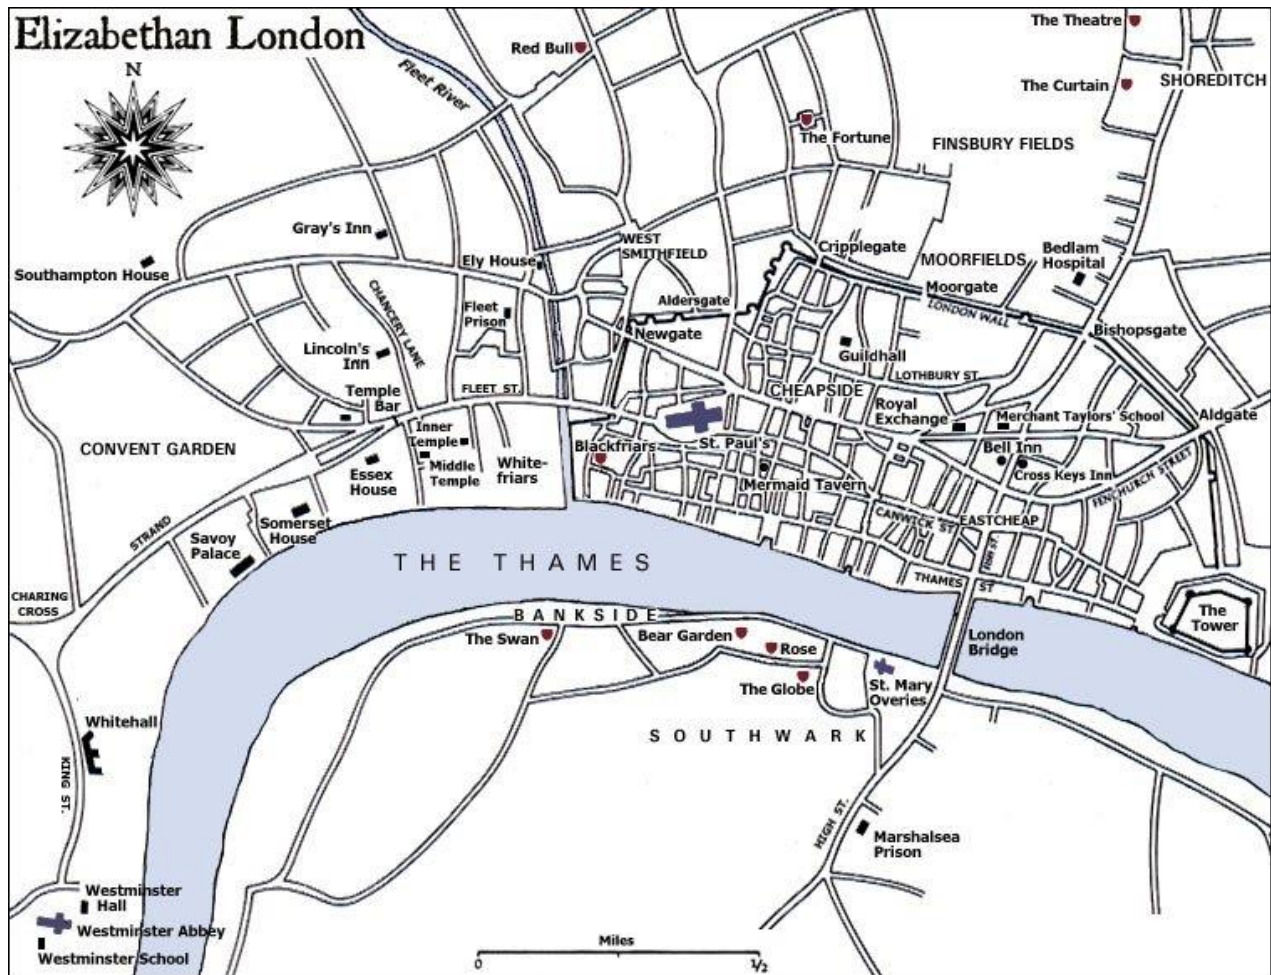 Elizabethan London
N
Fleet River
Red Bull
The Theatre
The Curtain
SHOREDITCH
The Fortune
FINSBURY FIELDS
Gray's Inn
Southampton House
Ely House
WEST
SMITHFIELD
Cripplegate
MOORFIELDS
Bedlam
Hospital
Moorgate
LONDON WALL
Aldersgate
CHANCERY LANE
Fleet
Prison
Newgate
Bishopsgate
Lincoln's
Inn
Guildhall
LOTHBURY ST.
Temple
Bar
FLEET ST.
CHEAPSIDE
Royal
Exchange
Merchant Taylors' School
Aldgate
CONVENT GARDEN
Inner
Temple
Middle
Temple
White-
friars
Blackfriars
St. Paul's
Bell Inn
Cross Keys Inn
Essex
House
Mermaid Tavern
FENCHURCH STREET
STRAND
Somerset
House
Savoy
Palace
CANWICK ST
EASTCHEAP
THE THAMES
THAMES ST
CHARING
CROSS
BANKSIDE
The Swan
Bear Garden
Rose
The Globe
St. Mary
Overies
London
Bridge
The
Tower
SOUTHWARK
Whitehall
KING ST.
HIGH ST.
Marshalsea
Prison
Westminster
Hall
Westminster Abbey
Westminster School
Miles
0
1/2